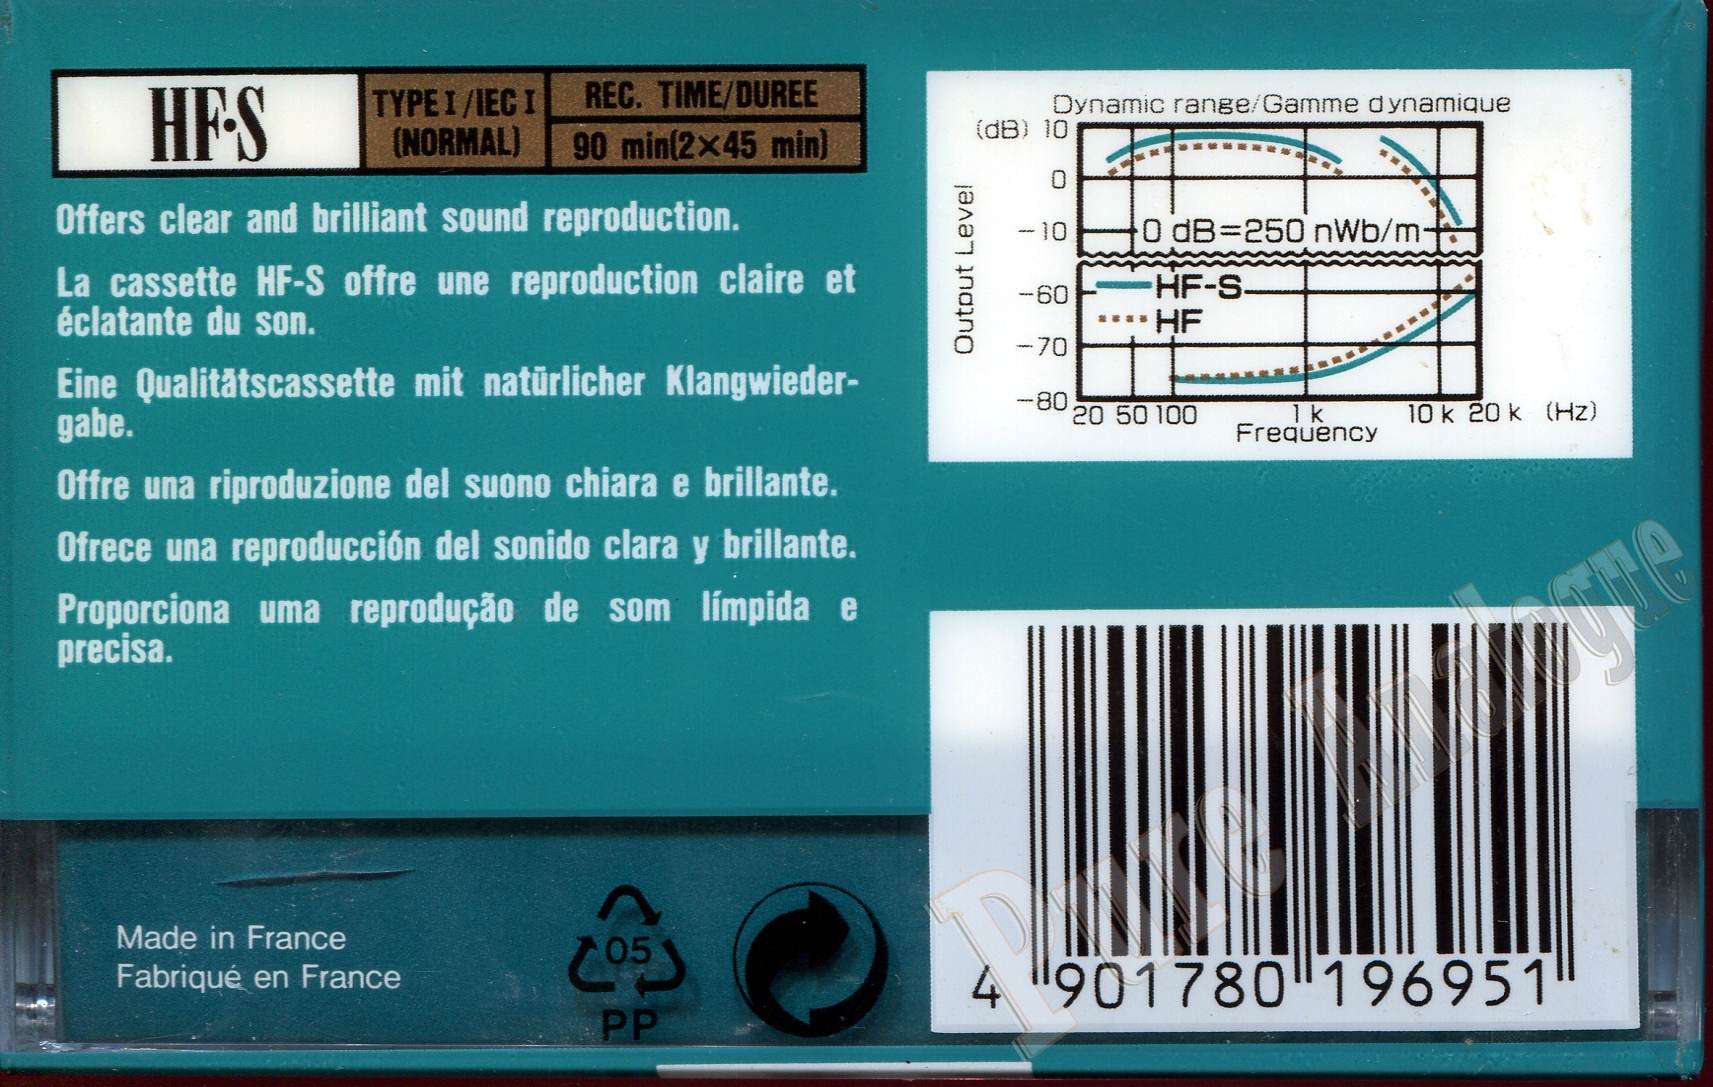 HF•S
TYPE I/IEC I
(NORMAL)
REC. TIME/DUREE
90 min(2×45 min)
Offers clear and brilliant sound reproduction.
La cassette HF-S offre une reproduction claire et
éclatante du son.
Eine Qualitätscassette mit natürlicher Klangwieder-
gabe.
Offre una riproduzione del suono chiara e brillante.
Ofrece una reproducción del sonido clara y brillante.
Proporciona uma reprodução de som límpida e
precisa.
Made in France
Fabriqué en France
05
PP
Dynamic range/Gamme dynamique
(dB) 10
0
−10
−60
−70
−80
Output Level
0 dB=250 nWb/m
HF-S
HF
20 50 100 1 k 10 k 20 k (Hz)
Frequency
4 901780 196951
Pure Analogue